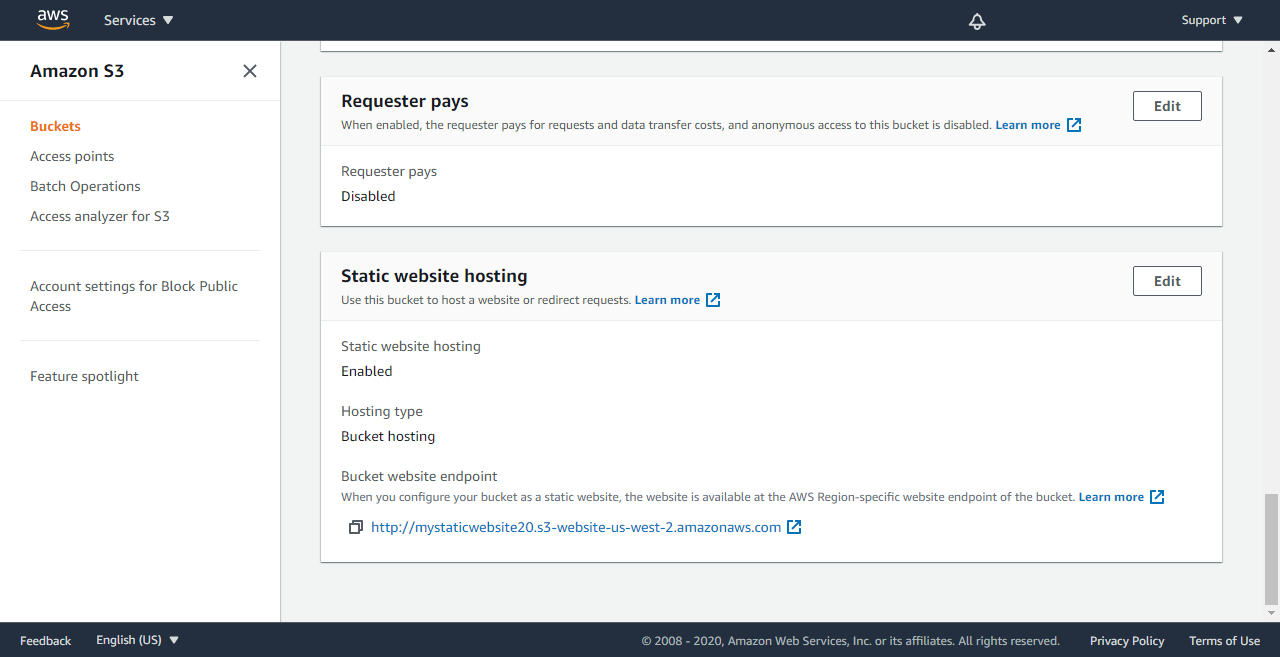 aws Services Support
Amazon S3
Buckets
Access points
Batch Operations
Access analyzer for S3
Account settings for Block Public
Access
Feature spotlight
Requester pays
Edit
When enabled, the requester pays for requests and data transfer costs, and anonymous access to this bucket is disabled. Learn more
Requester pays
Disabled
Static website hosting
Edit
Use this bucket to host a website or redirect requests. Learn more
Static website hosting
Enabled
Hosting type
Bucket hosting
Bucket website endpoint
When you configure your bucket as a static website, the website is available at the AWS Region-specific website endpoint of the bucket. Learn more
http://mystaticwebsite20.s3-website-us-west-2.amazonaws.com
Feedback English (US) © 2008 - 2020, Amazon Web Services, Inc. or its affiliates. All rights reserved. Privacy Policy Terms of Use